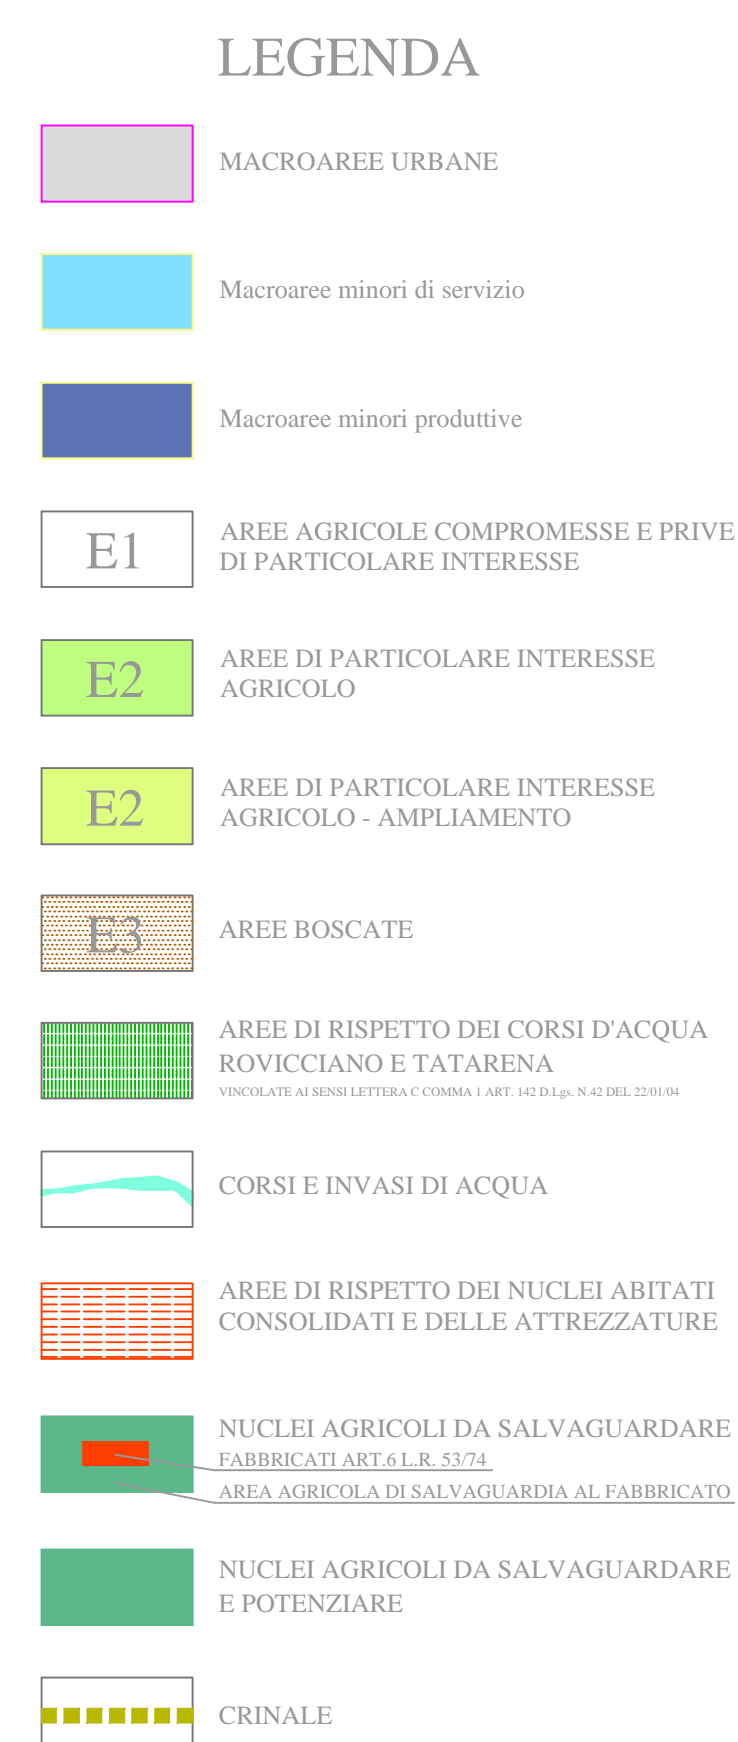 LEGENDA
MACROAREE URBANE
Macroaree minori di servizio
Macroaree minori produttive
E1
AREE AGRICOLE COMPROMESSE E PRIVE
DI PARTICOLARE INTERESSE
E2
AREE DI PARTICOLARE INTERESSE
AGRICOLO
E2
AREE DI PARTICOLARE INTERESSE
AGRICOLO - AMPLIAMENTO
E3
AREE BOSCATE
AREE DI RISPETTO DEI CORSI D'ACQUA
ROVICCIANO E TATARENA
VINCOLATE AI SENSI LETTERA C COMMA 1 ART. 142 D.Lgs. N.42 DEL 22/01/04
CORSI E INVASI DI ACQUA
AREE DI RISPETTO DEI NUCLEI ABITATI
CONSOLIDATI E DELLE ATTREZZATURE
NUCLEI AGRICOLI DA SALVAGUARDARE
FABBRICATI ART.6 L.R. 53/74
AREA AGRICOLA DI SALVAGUARDIA AL FABBRICATO
NUCLEI AGRICOLI DA SALVAGUARDARE
E POTENZIARE
CRINALE